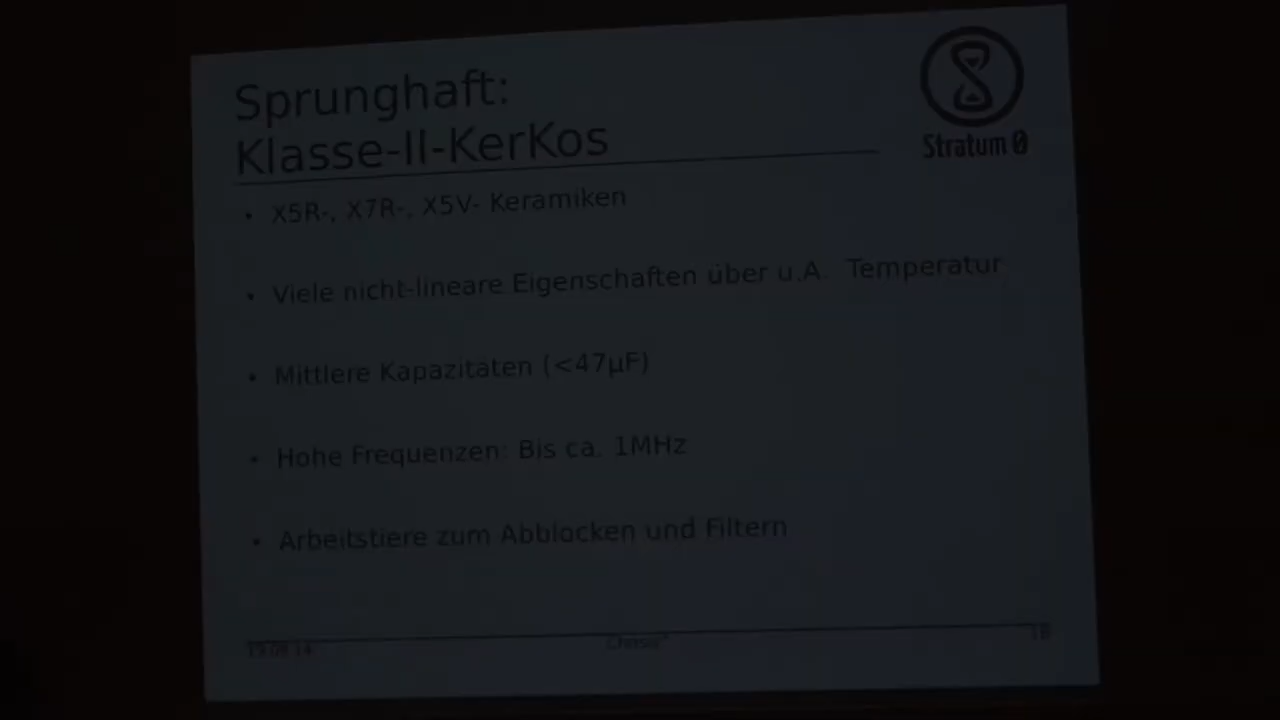 Sprunghaft:
Klasse-II-KerKos
Stratum 0
• X5R-, X7R-, X5V- Keramiken
• Viele nicht-lineare Eigenschaften über u.A. Temperatur
• Mittlere Kapazitäten (<47µF)
• Hohe Frequenzen: Bis ca. 1MHz
• Arbeitstiere zum Abblocken und Filtern